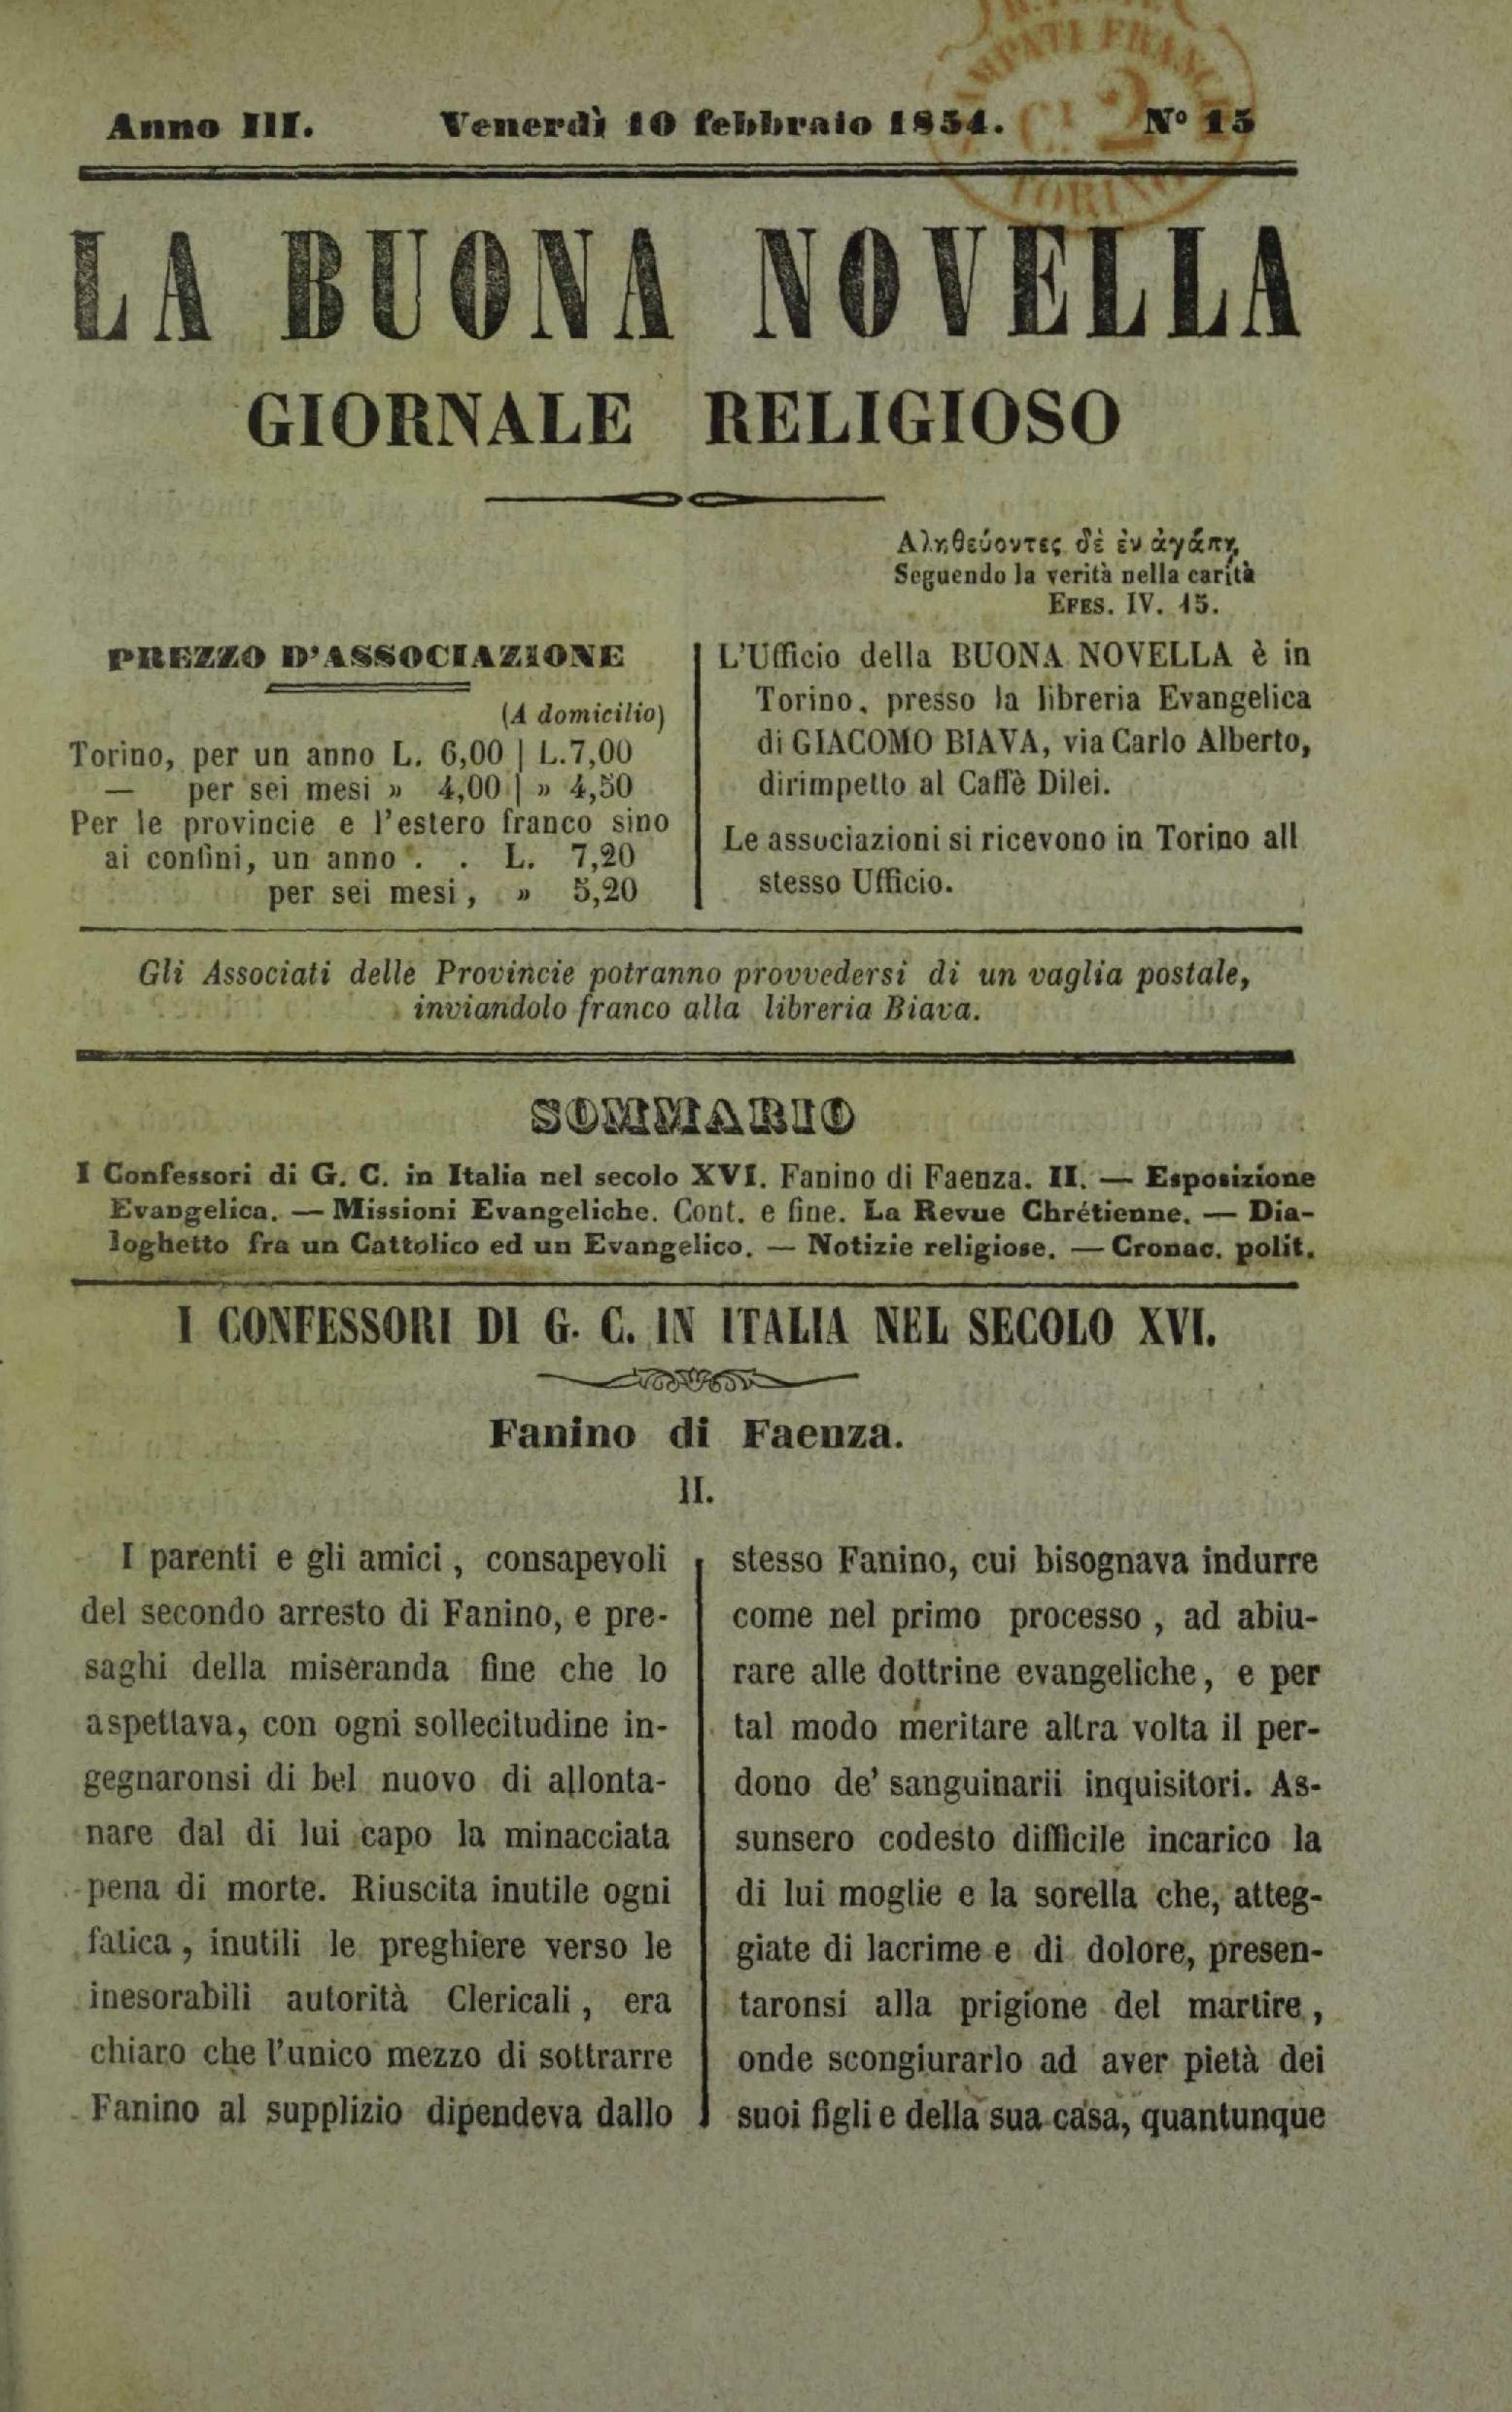 Anno III. Venerdì 10 febbraio 1854. Nº 15
LA BUONA NOVELLA
GIORNALE RELIGIOSO
Αληθεύοντες δὲ ἐν ἀγάπῃ,
Seguendo la verità nella carità
EFES. IV. 15.
PREZZO D'ASSOCIAZIONE
(A domicilio)
Torino, per un anno L. 6,00 | L. 7,00
— per sei mesi » 4,00 | » 4,50
Per le provincie e l'estero franco sino
ai confini, un anno . . L. 7,20
per sei mesi, » 5,20
L'Ufficio della BUONA NOVELLA è in
Torino, presso la libreria Evangelica
di GIACOMO BIAVA, via Carlo Alberto,
dirimpetto al Caffè Dilei.
Le associazioni si ricevono in Torino all
stesso Ufficio.
Gli Associati delle Provincie potranno provvedersi di un vaglia postale,
inviandolo franco alla libreria Biava.
SOMMARIO
I Confessori di G. C. in Italia nel secolo XVI. Fanino di Faenza. II. — Esposizione
Evangelica. — Missioni Evangeliche. Cont. e fine. La Revue Chrétienne. — Dia-
loghetto fra un Cattolico ed un Evangelico. — Notizie religiose. — Cronac. polit.
I CONFESSORI DI G. C. IN ITALIA NEL SECOLO XVI.
Fanino di Faenza.
II.
I parenti e gli amici, consapevoli
del secondo arresto di Fanino, e pre-
saghi della miseranda fine che lo
aspettava, con ogni sollecitudine in-
gegnaronsi di bel nuovo di allonta-
nare dal di lui capo la minacciata
pena di morte. Riuscita inutile ogni
fatica, inutili le preghiere verso le
inesorabili autorità Clericali, era
chiaro che l'unico mezzo di sottrarre
Fanino al supplizio dipendeva dallo
stesso Fanino, cui bisognava indurre
come nel primo processo, ad abiu-
rare alle dottrine evangeliche, e per
tal modo meritare altra volta il per-
dono de' sanguinarii inquisitori. As-
sunsero codesto difficile incarico la
di lui moglie e la sorella che, atteg-
giate di lacrime e di dolore, presen-
taronsi alla prigione del martire,
onde scongiurarlo ad aver pietà dei
suoi figli e della sua casa, quantunque